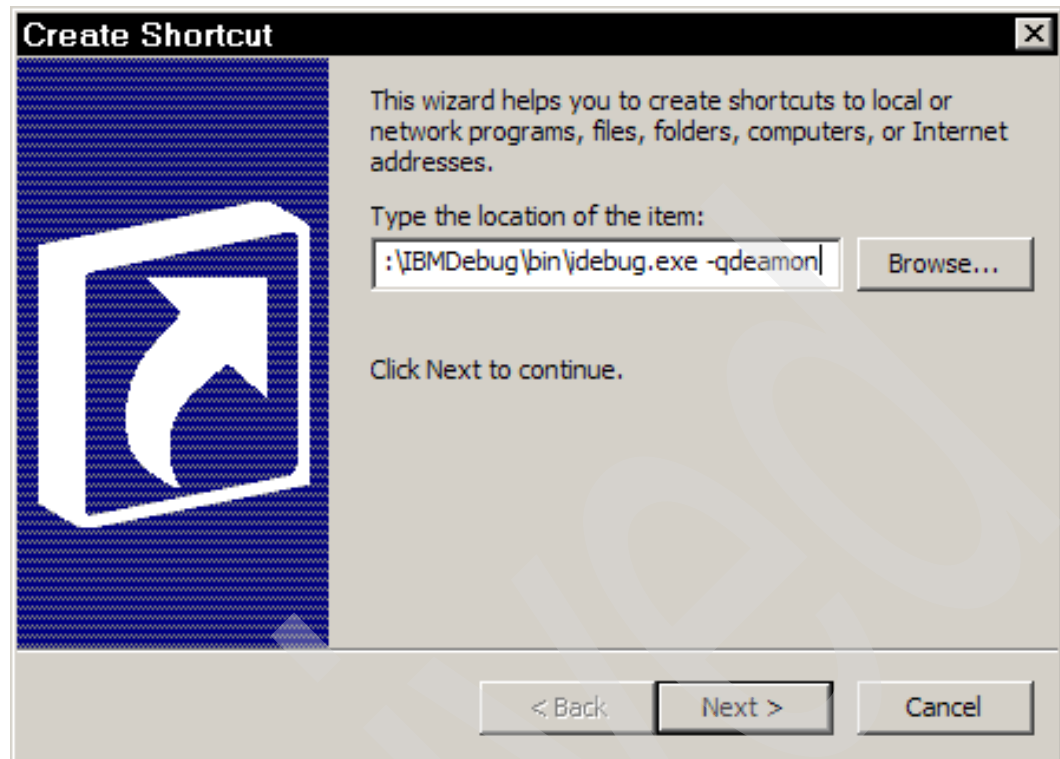 Create Shortcut
This wizard helps you to create shortcuts to local or
network programs, files, folders, computers, or Internet
addresses.
Type the location of the item:
:\IBMDebug\bin\idebug.exe -qdeamon
Browse...
Click Next to continue.
< Back
Next >
Cancel